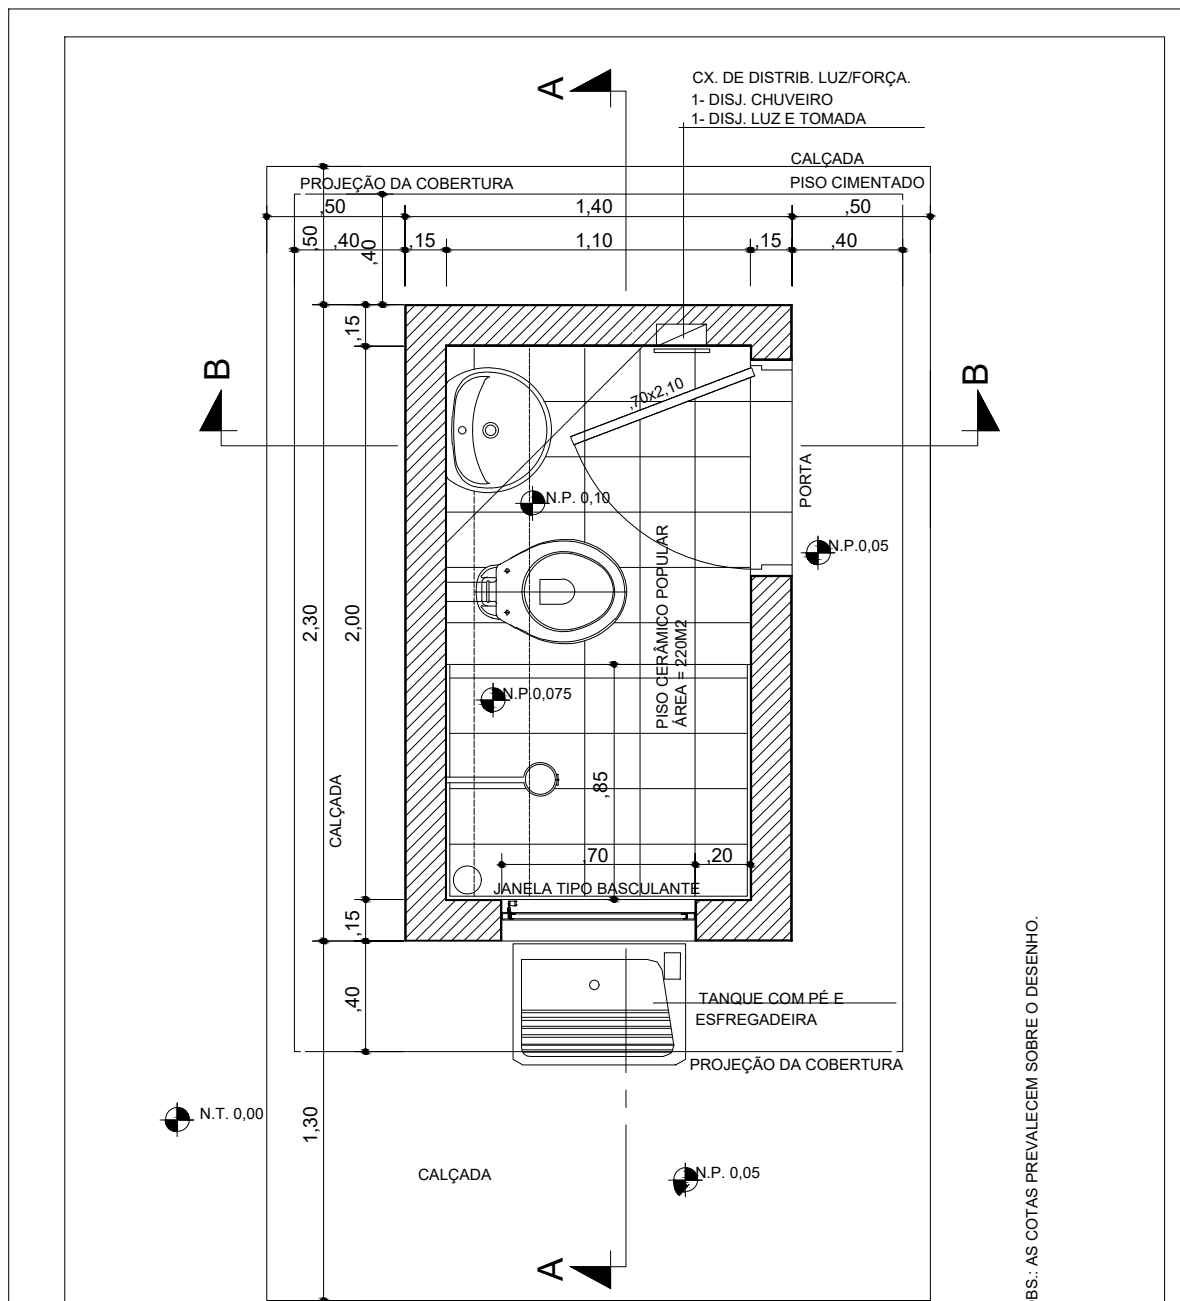 A
CX. DE DISTRIB. LUZ/FORÇA.
1- DISJ. CHUVEIRO
1- DISJ. LUZ E TOMADA
CALÇADA
PROJEÇÃO DA COBERTURA
PISO CIMENTADO
,50
1,40
,50
,50
,40
,40
,15
1,10
,15
,40
,15
B
B
,70x2,10
PORTA
N.P. 0,10
N.P.0,05
PISO CERÂMICO POPULAR
ÁREA = 220M2
2,30
2,00
N.P.0,075
CALÇADA
,85
,70
,20
JANELA TIPO BASCULANTE
,15
,40
TANQUE COM PÉ E
ESFREGADEIRA
PROJEÇÃO DA COBERTURA
N.T. 0,00
1,30
CALÇADA
N.P. 0,05
A
OBS.: AS COTAS PREVALECEM SOBRE O DESENHO.